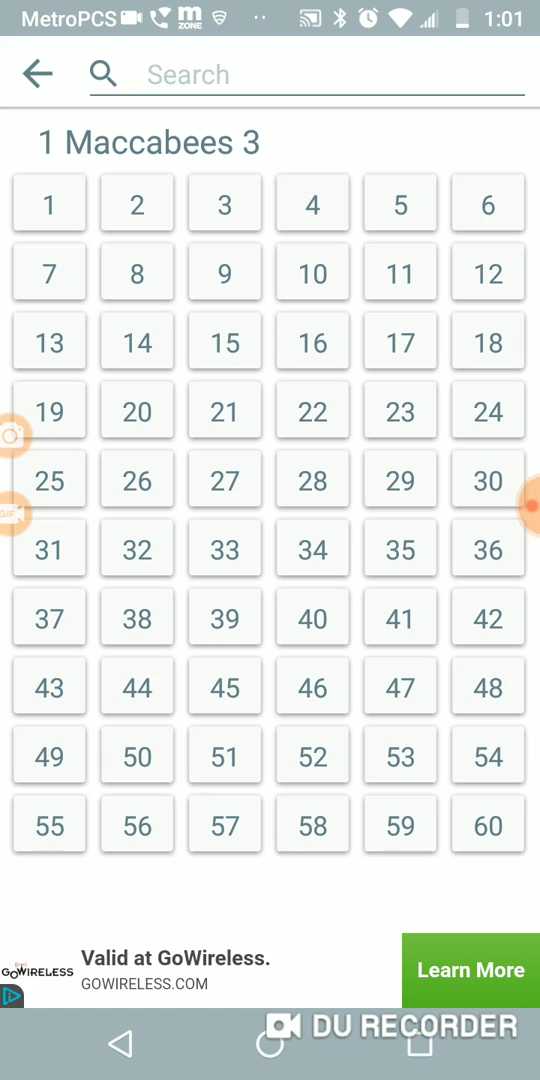 MetroPCS m ZONE 1:01
Search
1 Maccabees 3
1 2 3 4 5 6
7 8 9 10 11 12
13 14 15 16 17 18
19 20 21 22 23 24
25 26 27 28 29 30
GIF
31 32 33 34 35 36
37 38 39 40 41 42
43 44 45 46 47 48
49 50 51 52 53 54
55 56 57 58 59 60
Valid at GoWireless.
GOWIRELESS
GOWIRELESS.COM
Learn More
DU RECORDER